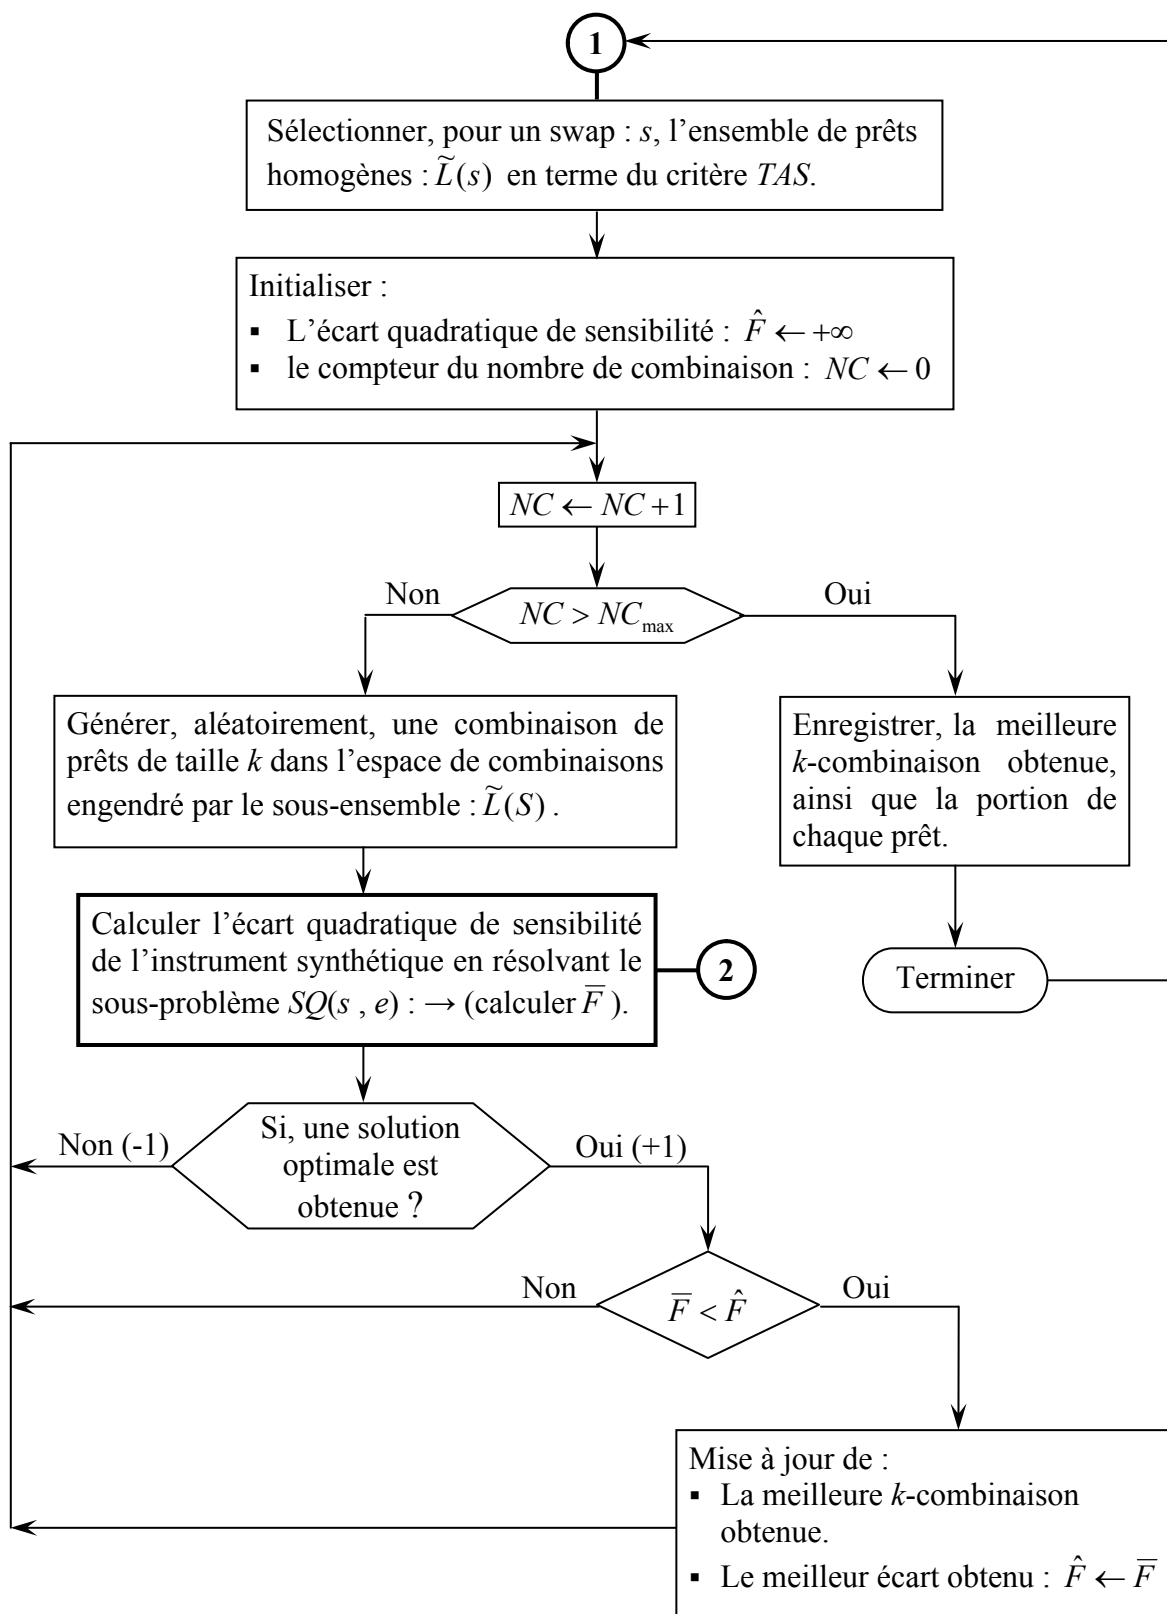 1
Sélectionner, pour un swap : s, l’ensemble de prêts
homogènes : L̃(s) en terme du critère TAS.
Initialiser :
▪ L’écart quadratique de sensibilité : F̂ ← +∞
▪ le compteur du nombre de combinaison : NC ← 0
NC ← NC +1
Non
NC > NCmax
Oui
Générer, aléatoirement, une combinaison de
prêts de taille k dans l’espace de combinaisons
engendré par le sous-ensemble : L̃(S) .
Enregistrer, la meilleure
k-combinaison obtenue,
ainsi que la portion de
chaque prêt.
Calculer l’écart quadratique de sensibilité
de l’instrument synthétique en résolvant le
sous-problème SQ(s , e) : → (calculer F̅ ).
2
Terminer
Non (-1)
Si, une solution
optimale est
obtenue ?
Oui (+1)
Non
F̅ < F̂
Oui
Mise à jour de :
▪ La meilleure k-combinaison
obtenue.
▪ Le meilleur écart obtenu : F̂ ← F̅